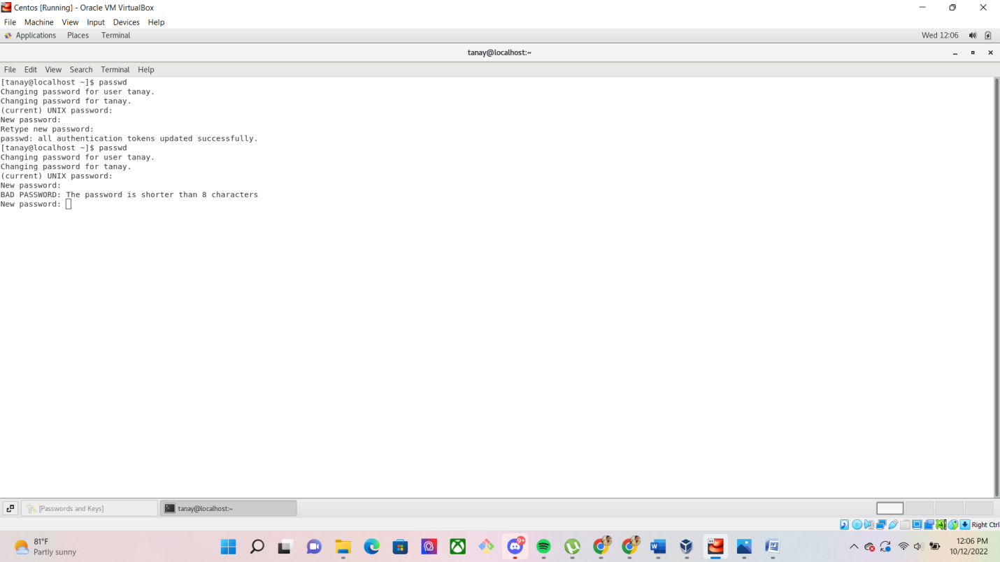 Centos [Running] - Oracle VM VirtualBox
File Machine View Input Devices Help
Applications Places Terminal Wed 12:06
tanay@localhost:~
File Edit View Search Terminal Help
[tanay@localhost ~]$ passwd
Changing password for user tanay.
Changing password for tanay.
(current) UNIX password:
New password:
Retype new password:
passwd: all authentication tokens updated successfully.
[tanay@localhost ~]$ passwd
Changing password for user tanay.
Changing password for tanay.
(current) UNIX password:
New password:
BAD PASSWORD: The password is shorter than 8 characters
New password:
[Passwords and Keys] tanay@localhost:~
Right Ctrl
81°F
Partly sunny
9+
12:06 PM
10/12/2022